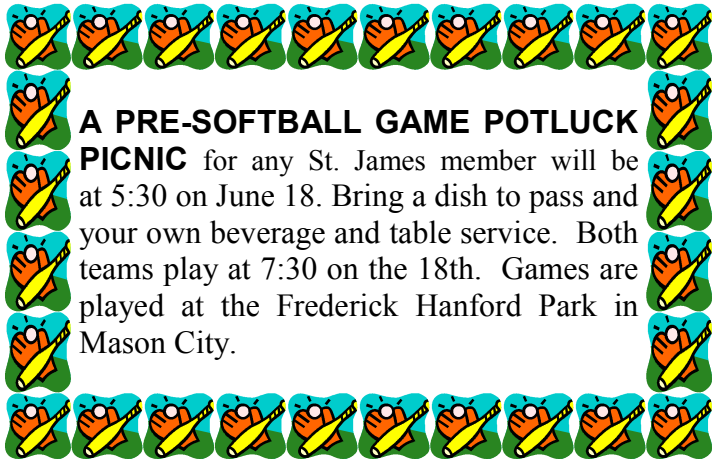 A PRE-SOFTBALL GAME POTLUCK
PICNIC for any St. James member will be
at 5:30 on June 18. Bring a dish to pass and
your own beverage and table service.  Both
teams play at 7:30 on the 18th.  Games are
played at the Frederick Hanford Park in
Mason City.